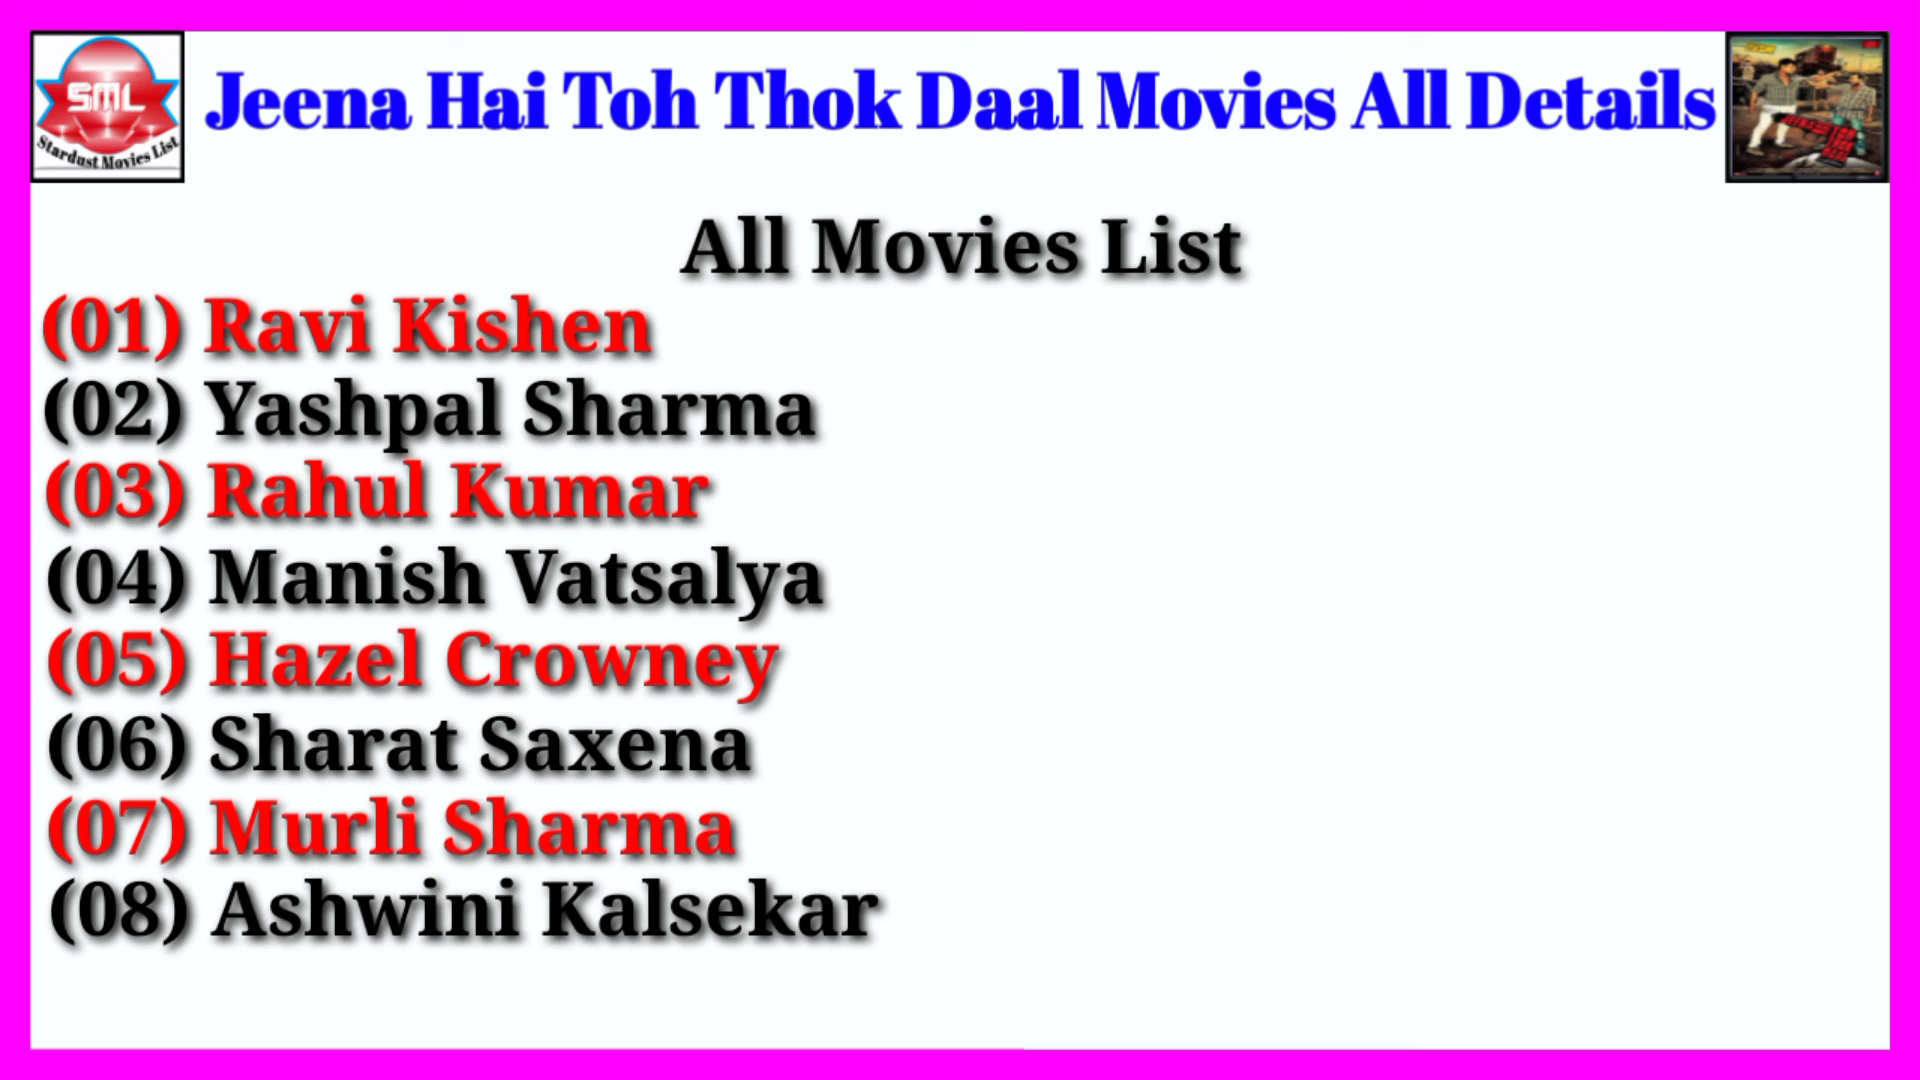 SML
Stardust Movies List
Jeena Hai Toh Thok Daal Movies All Details
All Movies List
(01) Ravi Kishen
(02) Yashpal Sharma
(03) Rahul Kumar
(04) Manish Vatsalya
(05) Hazel Crowney
(06) Sharat Saxena
(07) Murli Sharma
(08) Ashwini Kalsekar